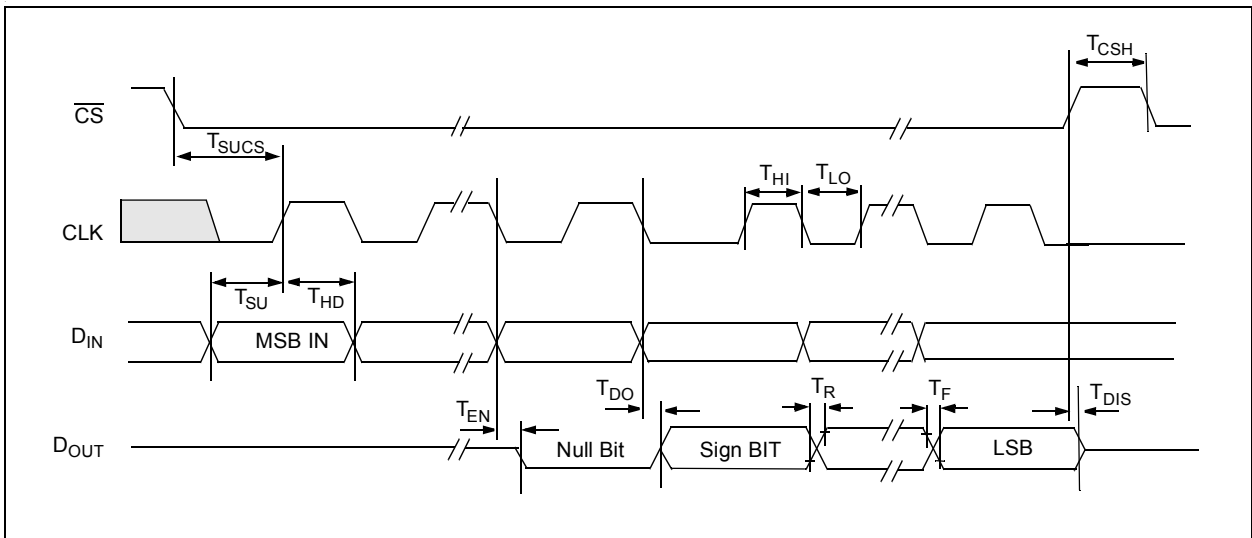 T_CSH
C̅S̅
T_SUCS
T_HI T_LO
CLK
T_SU T_HD
D_IN MSB IN
T_EN T_DO T_R T_F T_DIS
D_OUT Null Bit Sign BIT LSB